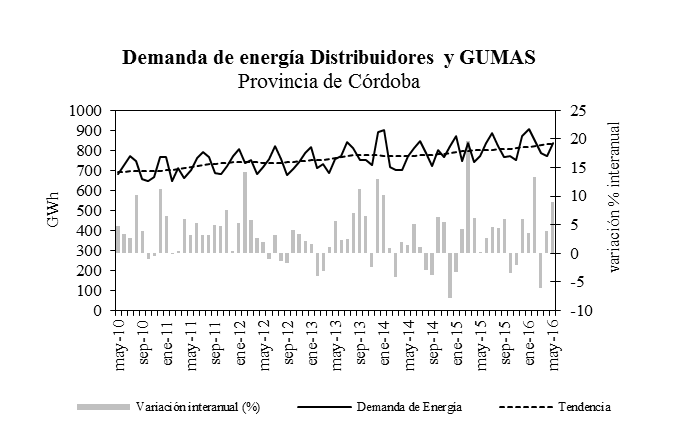 Demanda de energía Distribuidores y GUMAS
Provincia de Córdoba
1000
900
800
700
600
500
400
300
200
100
0
GWh
25
20
15
10
5
0
-5
-10
variación % interanual
may-10
sep-10
ene-11
may-11
sep-11
ene-12
may-12
sep-12
ene-13
may-13
sep-13
ene-14
may-14
sep-14
ene-15
may-15
sep-15
ene-16
may-16
Variación interanual (%)
Demanda de Energía
Tendencia